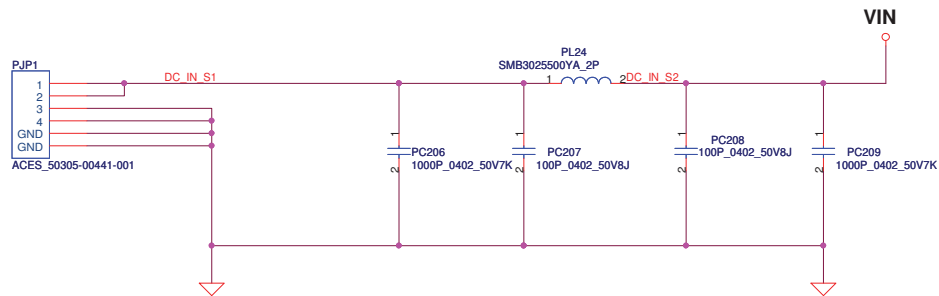 VIN
PL24
SMB3025500YA_2P
PJP1
DC_IN_S1
1
2
DC_IN_S2
1
2
3
4
GND
GND
ACES_50305-00441-001
1
1
1
1
PC206
1000P_0402_50V7K
PC207
100P_0402_50V8J
PC208
100P_0402_50V8J
PC209
1000P_0402_50V7K
2
2
2
2